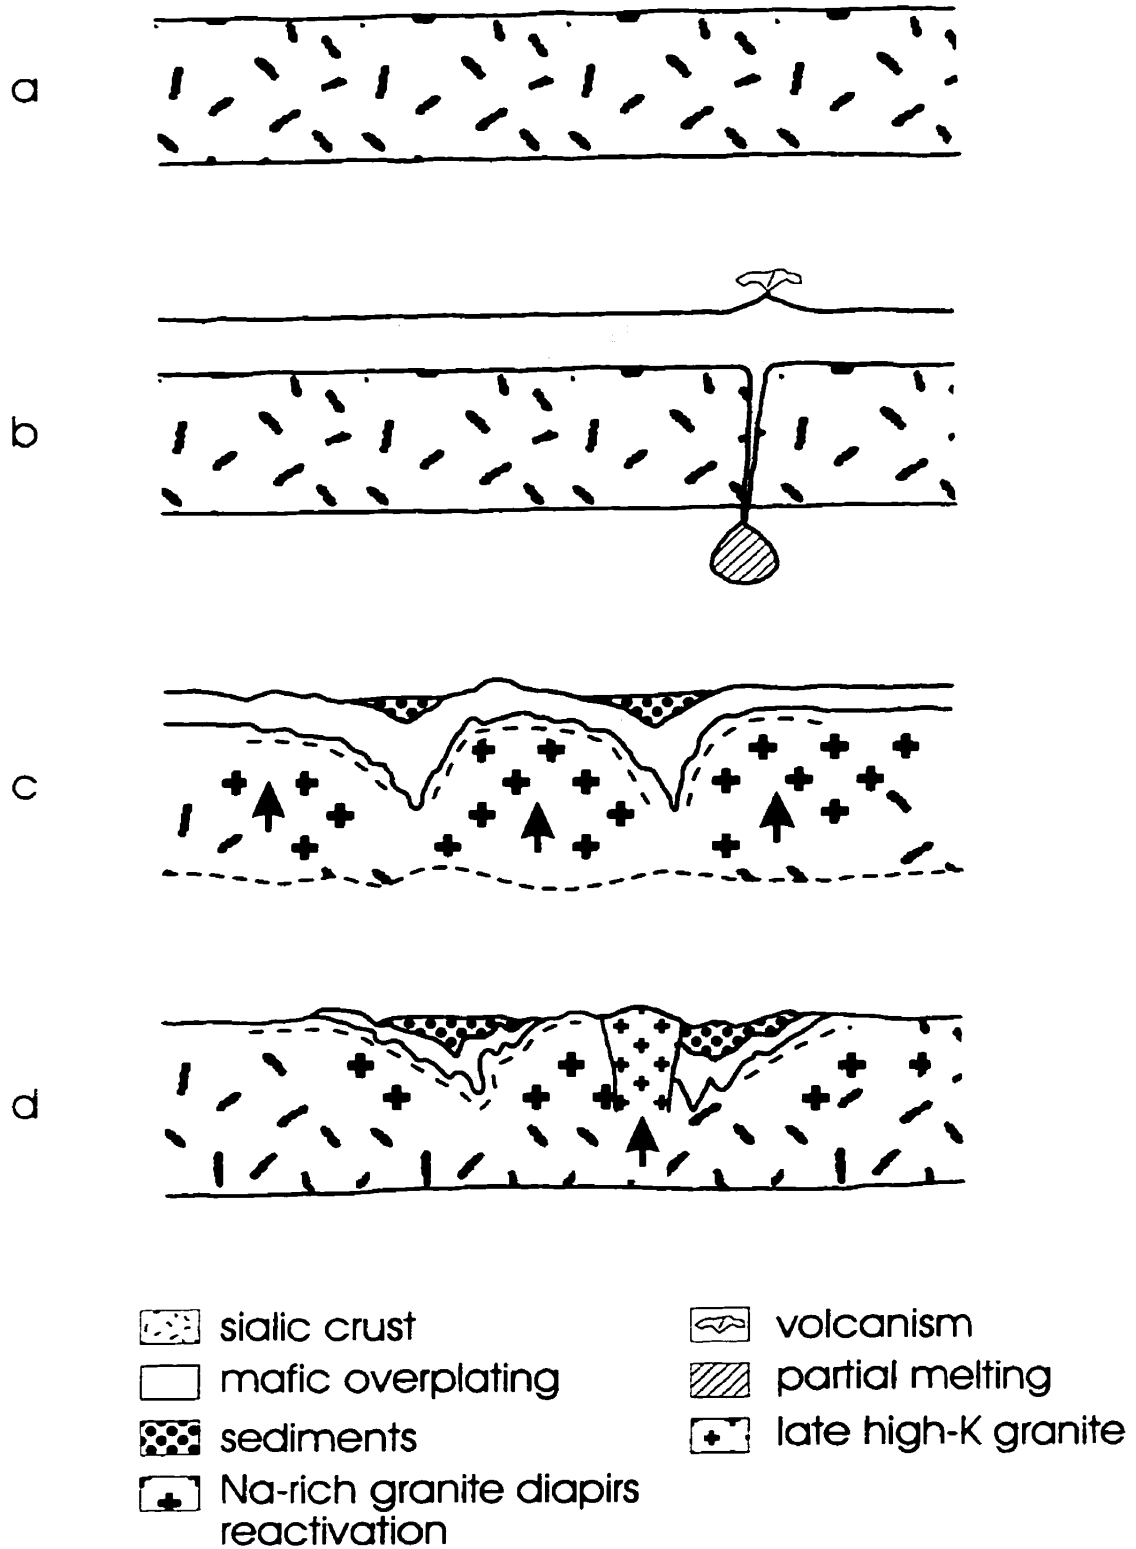 a
b
c
d
sialic crust
mafic overplating
sediments
Na-rich granite diapirs
reactivation
volcanism
partial melting
late high-K granite